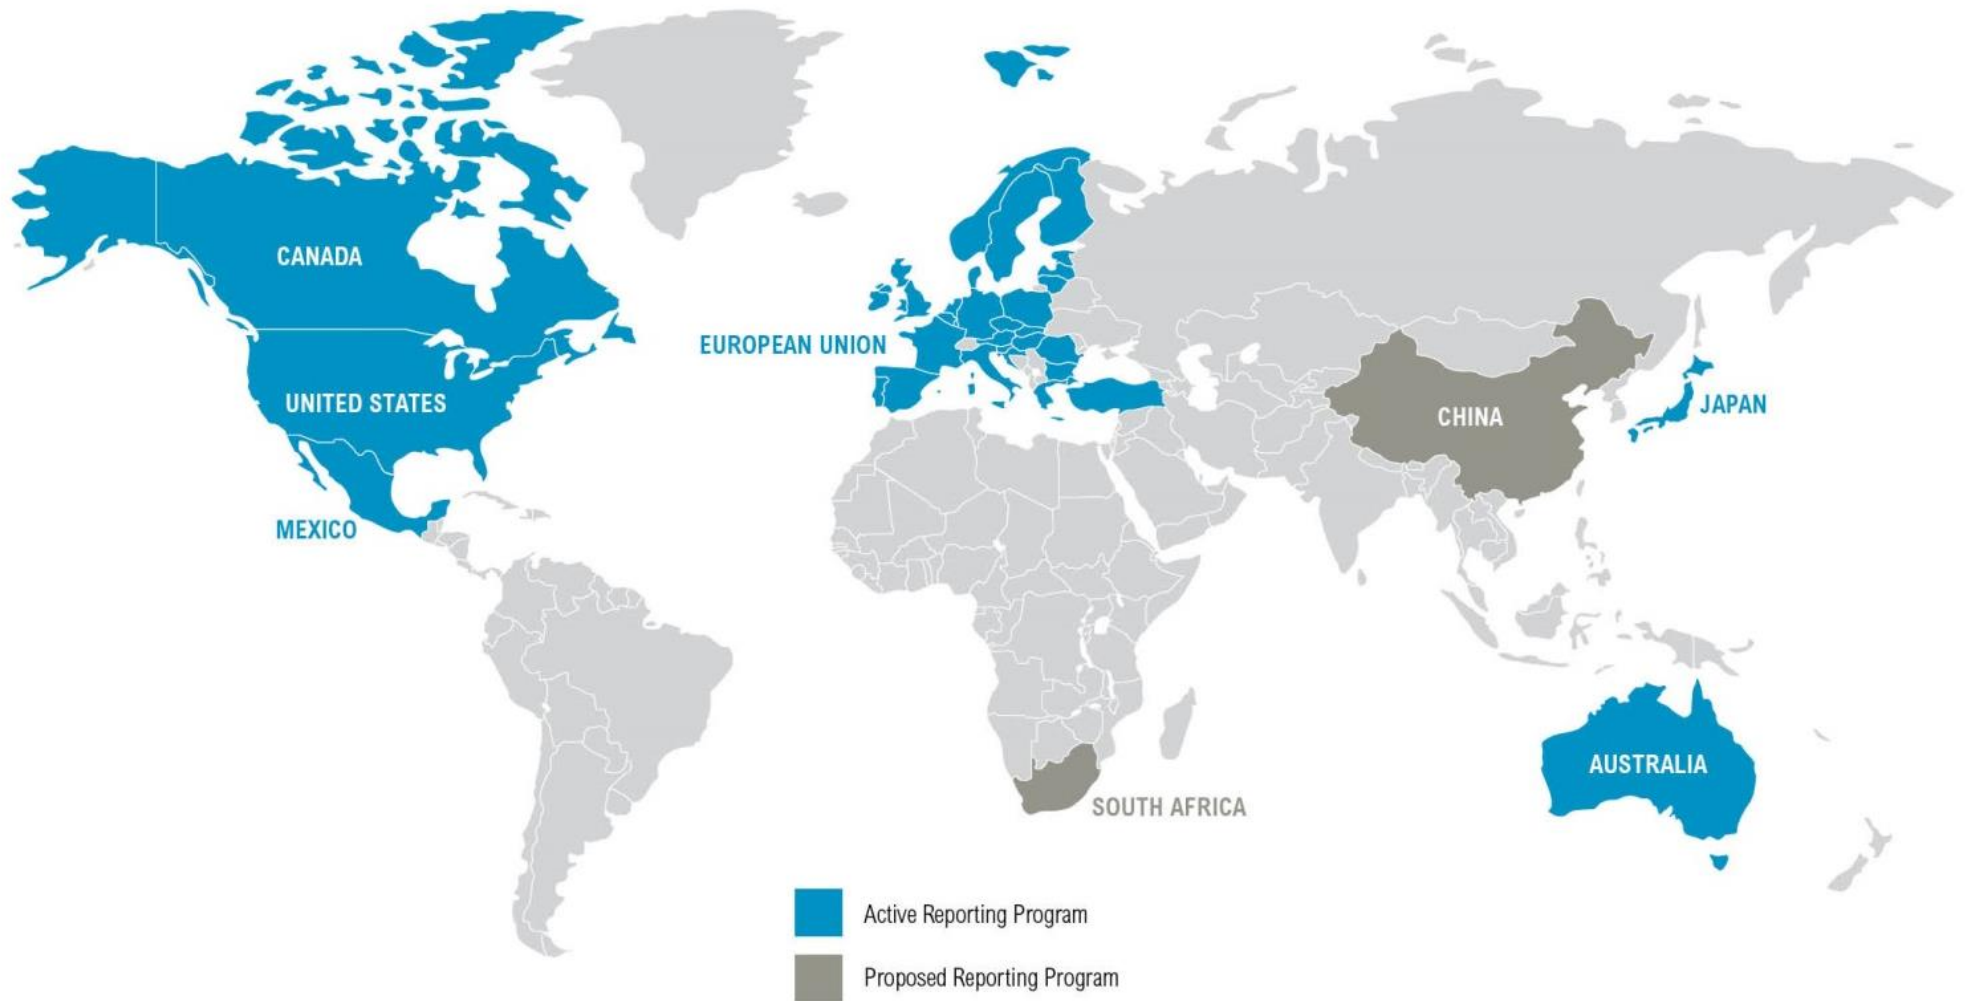 CANADA
EUROPEAN UNION
UNITED STATES
JAPAN
CHINA
MEXICO
AUSTRALIA
SOUTH AFRICA
Active Reporting Program
Proposed Reporting Program